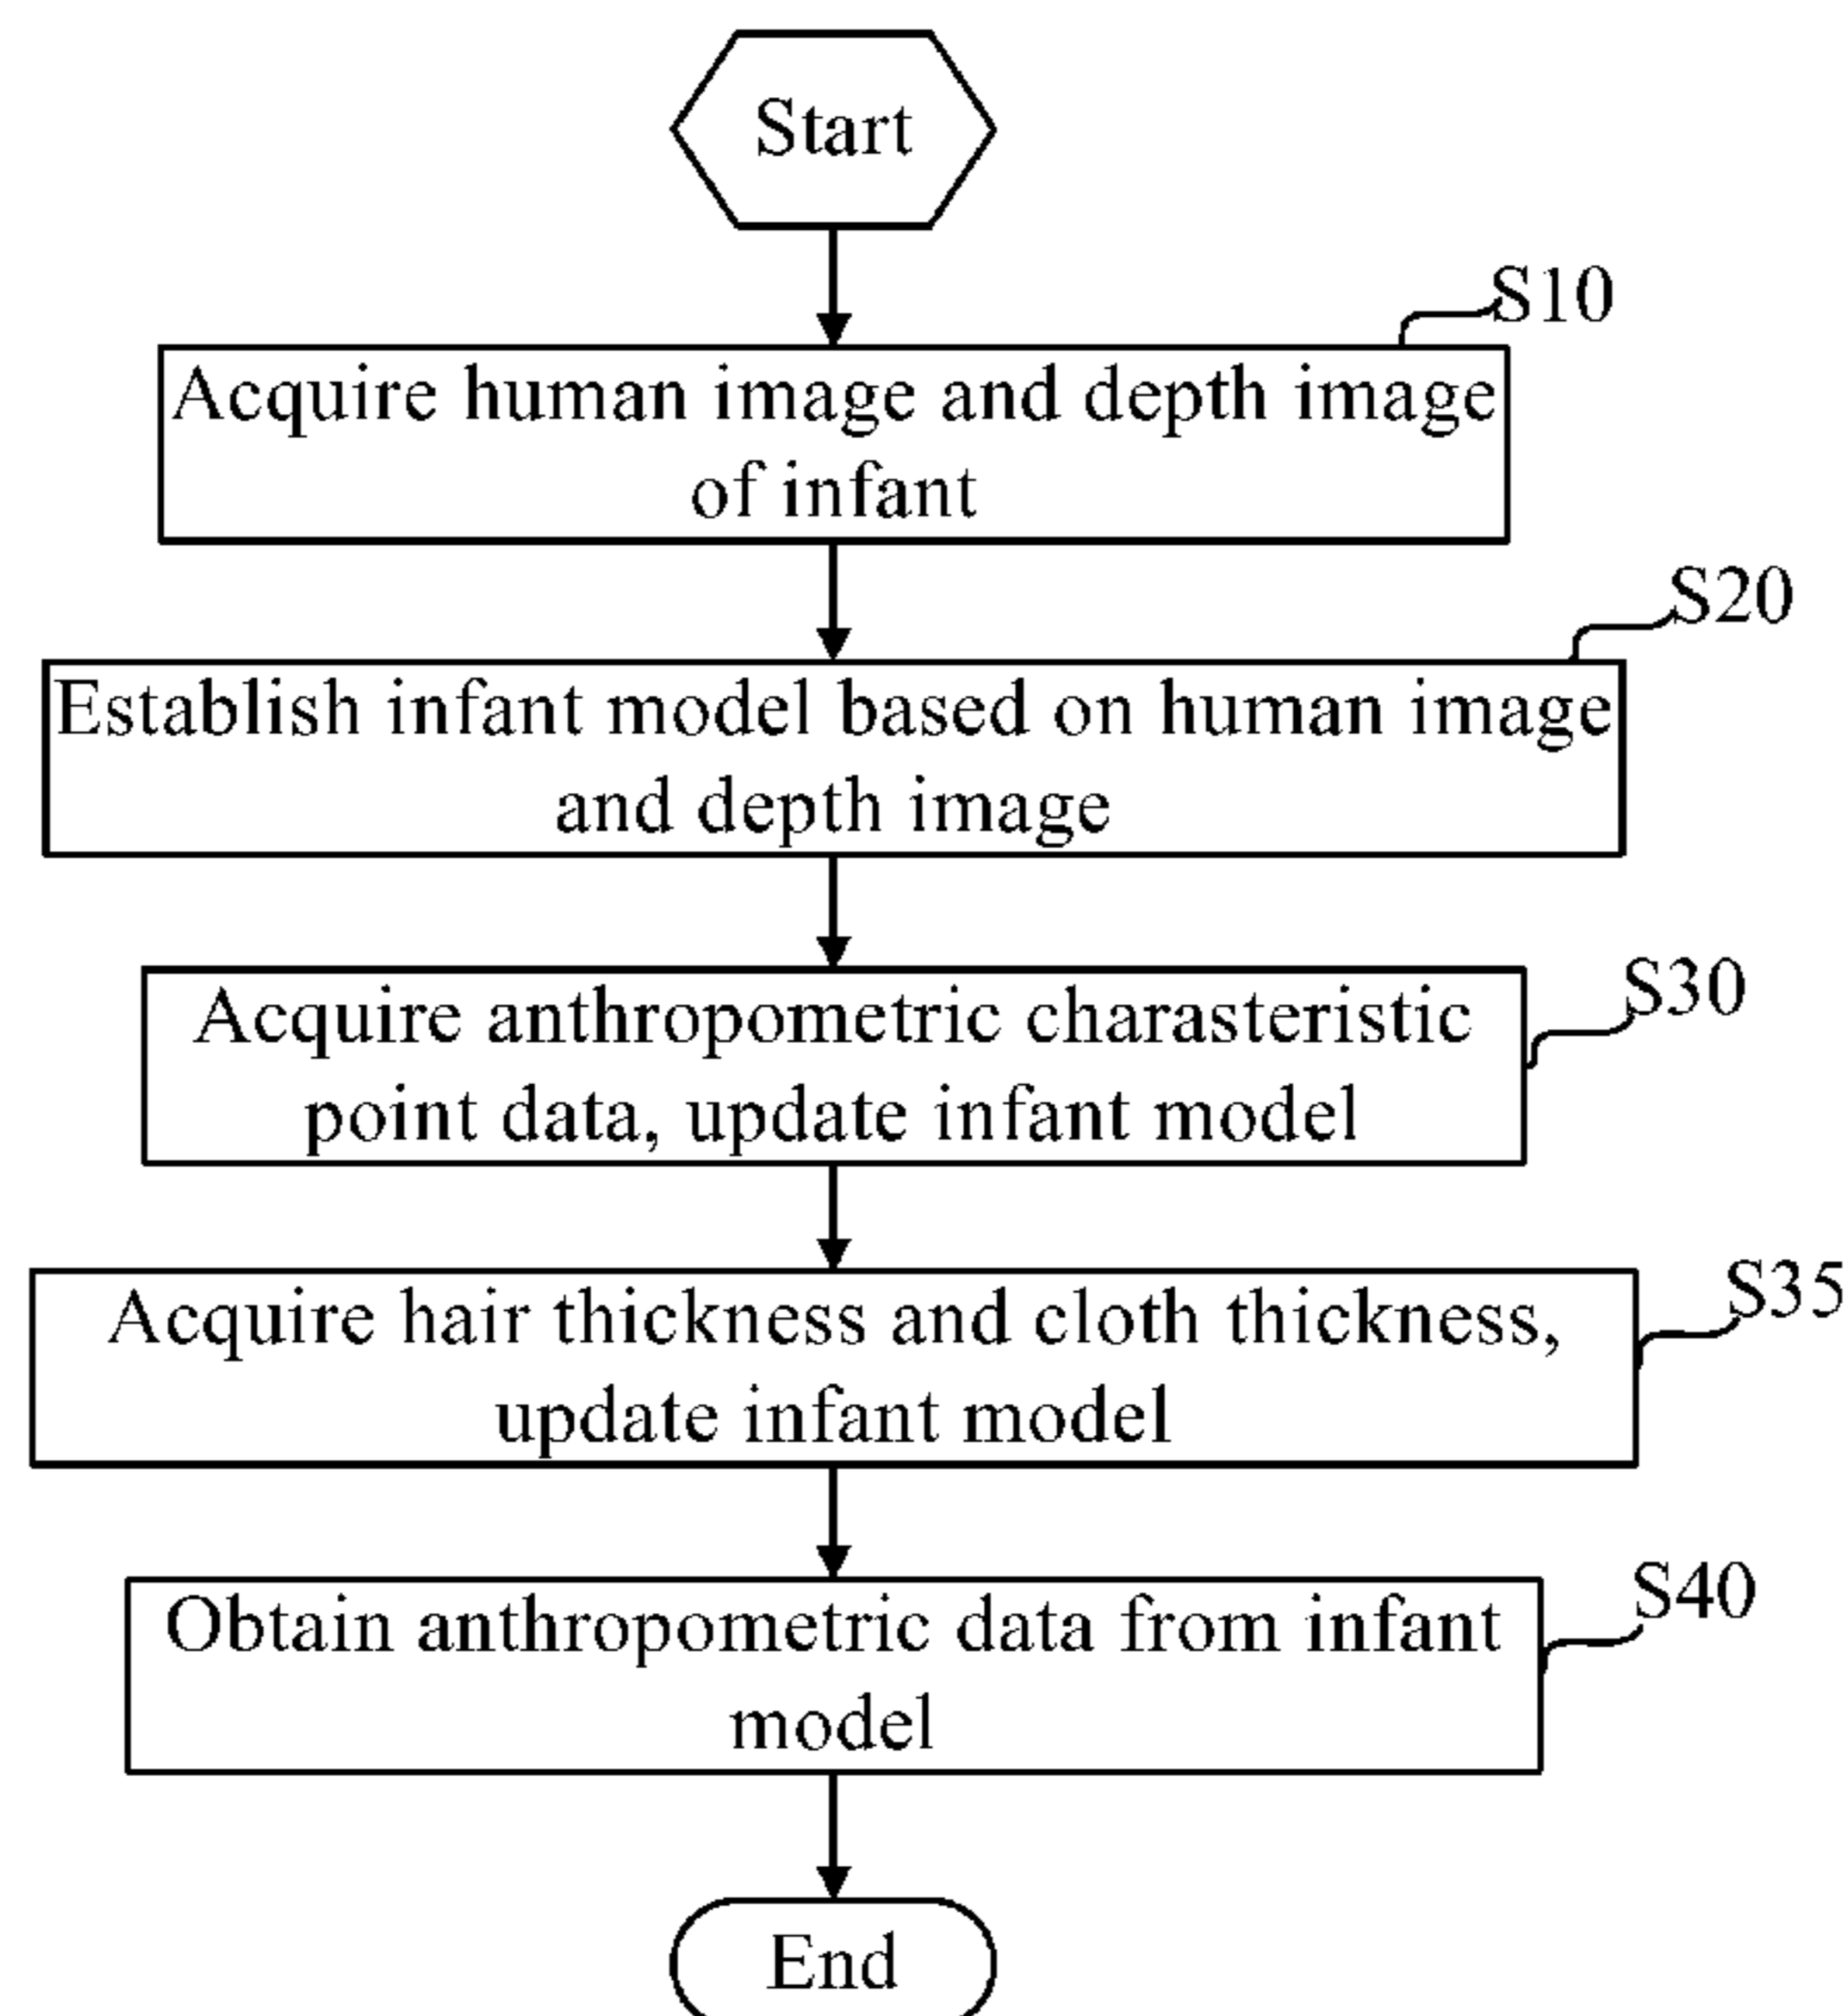 Start
S10
Acquire human image and depth image
of infant
S20
Establish infant model based on human image
and depth image
S30
Acquire anthropometric charasteristic
point data, update infant model
S35
Acquire hair thickness and cloth thickness,
update infant model
S40
Obtain anthropometric data from infant
model
End